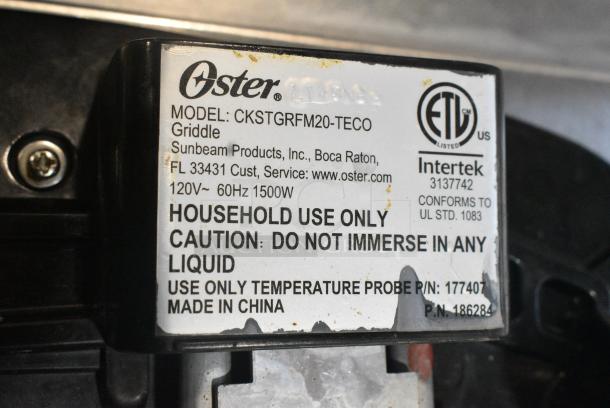 Oster®
MODEL: CKSTGRFM20-TECO
Griddle
Sunbeam Products, Inc., Boca Raton,
FL 33431 Cust, Service: www.oster.com
120V~ 60Hz 1500W
HOUSEHOLD USE ONLY
CAUTION: DO NOT IMMERSE IN ANY
LIQUID
USE ONLY TEMPERATURE PROBE P/N: 177407
MADE IN CHINA
P.N. 186284
ETL CM
LISTED
US
Intertek
3137742
CONFORMS TO
UL STD. 1083